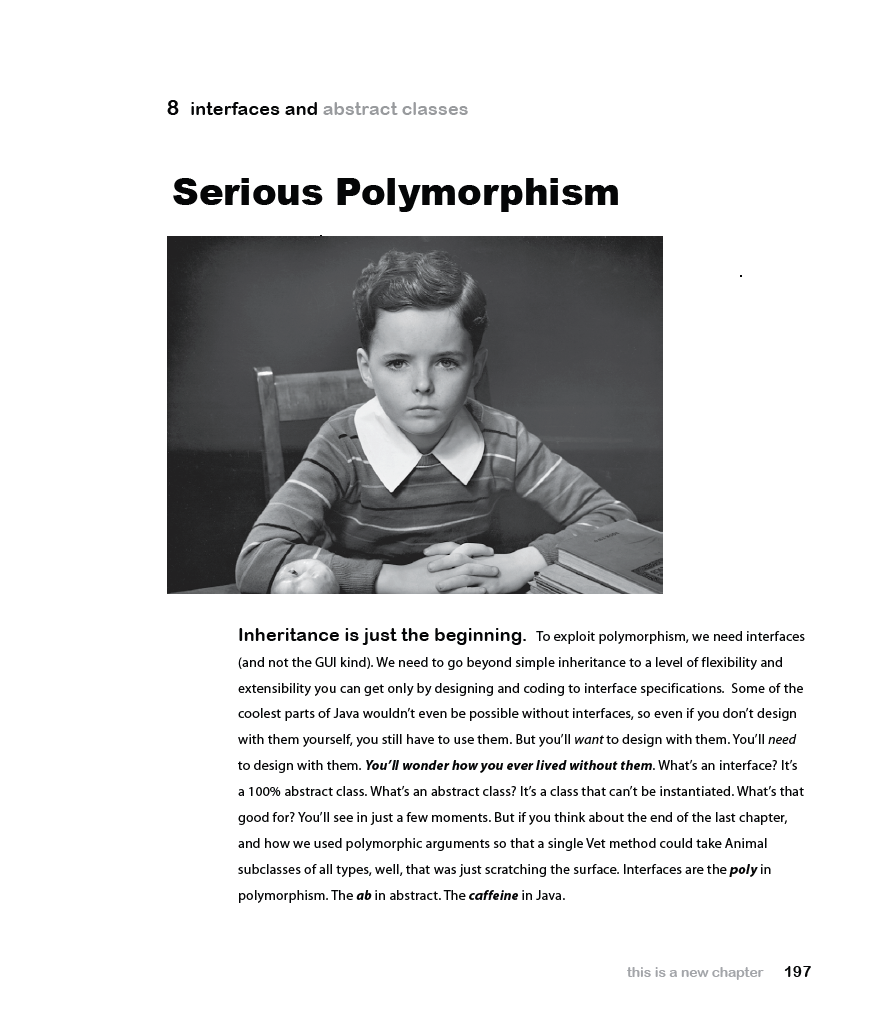 8 interfaces and abstract classes
Serious Polymorphism
Inheritance is just the beginning. To exploit polymorphism, we need interfaces
(and not the GUI kind). We need to go beyond simple inheritance to a level of flexibility and
extensibility you can get only by designing and coding to interface specifications. Some of the
coolest parts of Java wouldn’t even be possible without interfaces, so even if you don’t design
with them yourself, you still have to use them. But you’ll want to design with them. You’ll need
to design with them. You’ll wonder how you ever lived without them. What’s an interface? It’s
a 100% abstract class. What’s an abstract class? It’s a class that can’t be instantiated. What’s that
good for? You’ll see in just a few moments. But if you think about the end of the last chapter,
and how we used polymorphic arguments so that a single Vet method could take Animal
subclasses of all types, well, that was just scratching the surface. Interfaces are the poly in
polymorphism. The ab in abstract. The caffeine in Java.
this is a new chapter 197